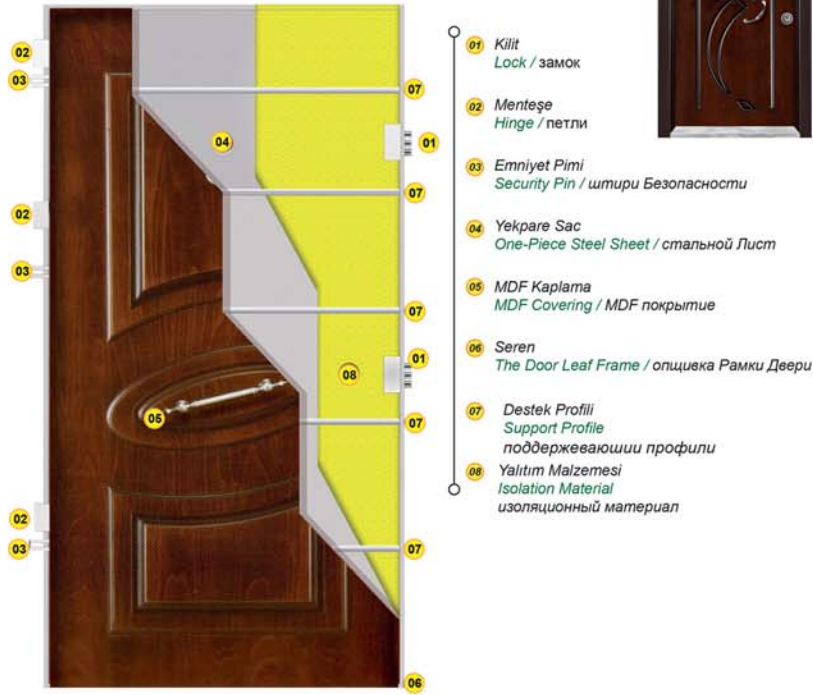 02
03
07
04
01
07
02
03
07
01
08
05
07
02
03
07
06
01 Kilit
Lock / замок
02 Menteşe
Hinge / петли
03 Emniyet Pimi
Security Pin / штири Безопасности
04 Yekpare Sac
One-Piece Steel Sheet / стальной Лист
05 MDF Kaplama
MDF Covering / MDF покрытие
06 Seren
The Door Leaf Frame / опщивка Рамки Двери
07 Destek Profili
Support Profile
поддержеваюшии профили
08 Yalıtım Malzemesi
Isolation Material
изоляционный материал